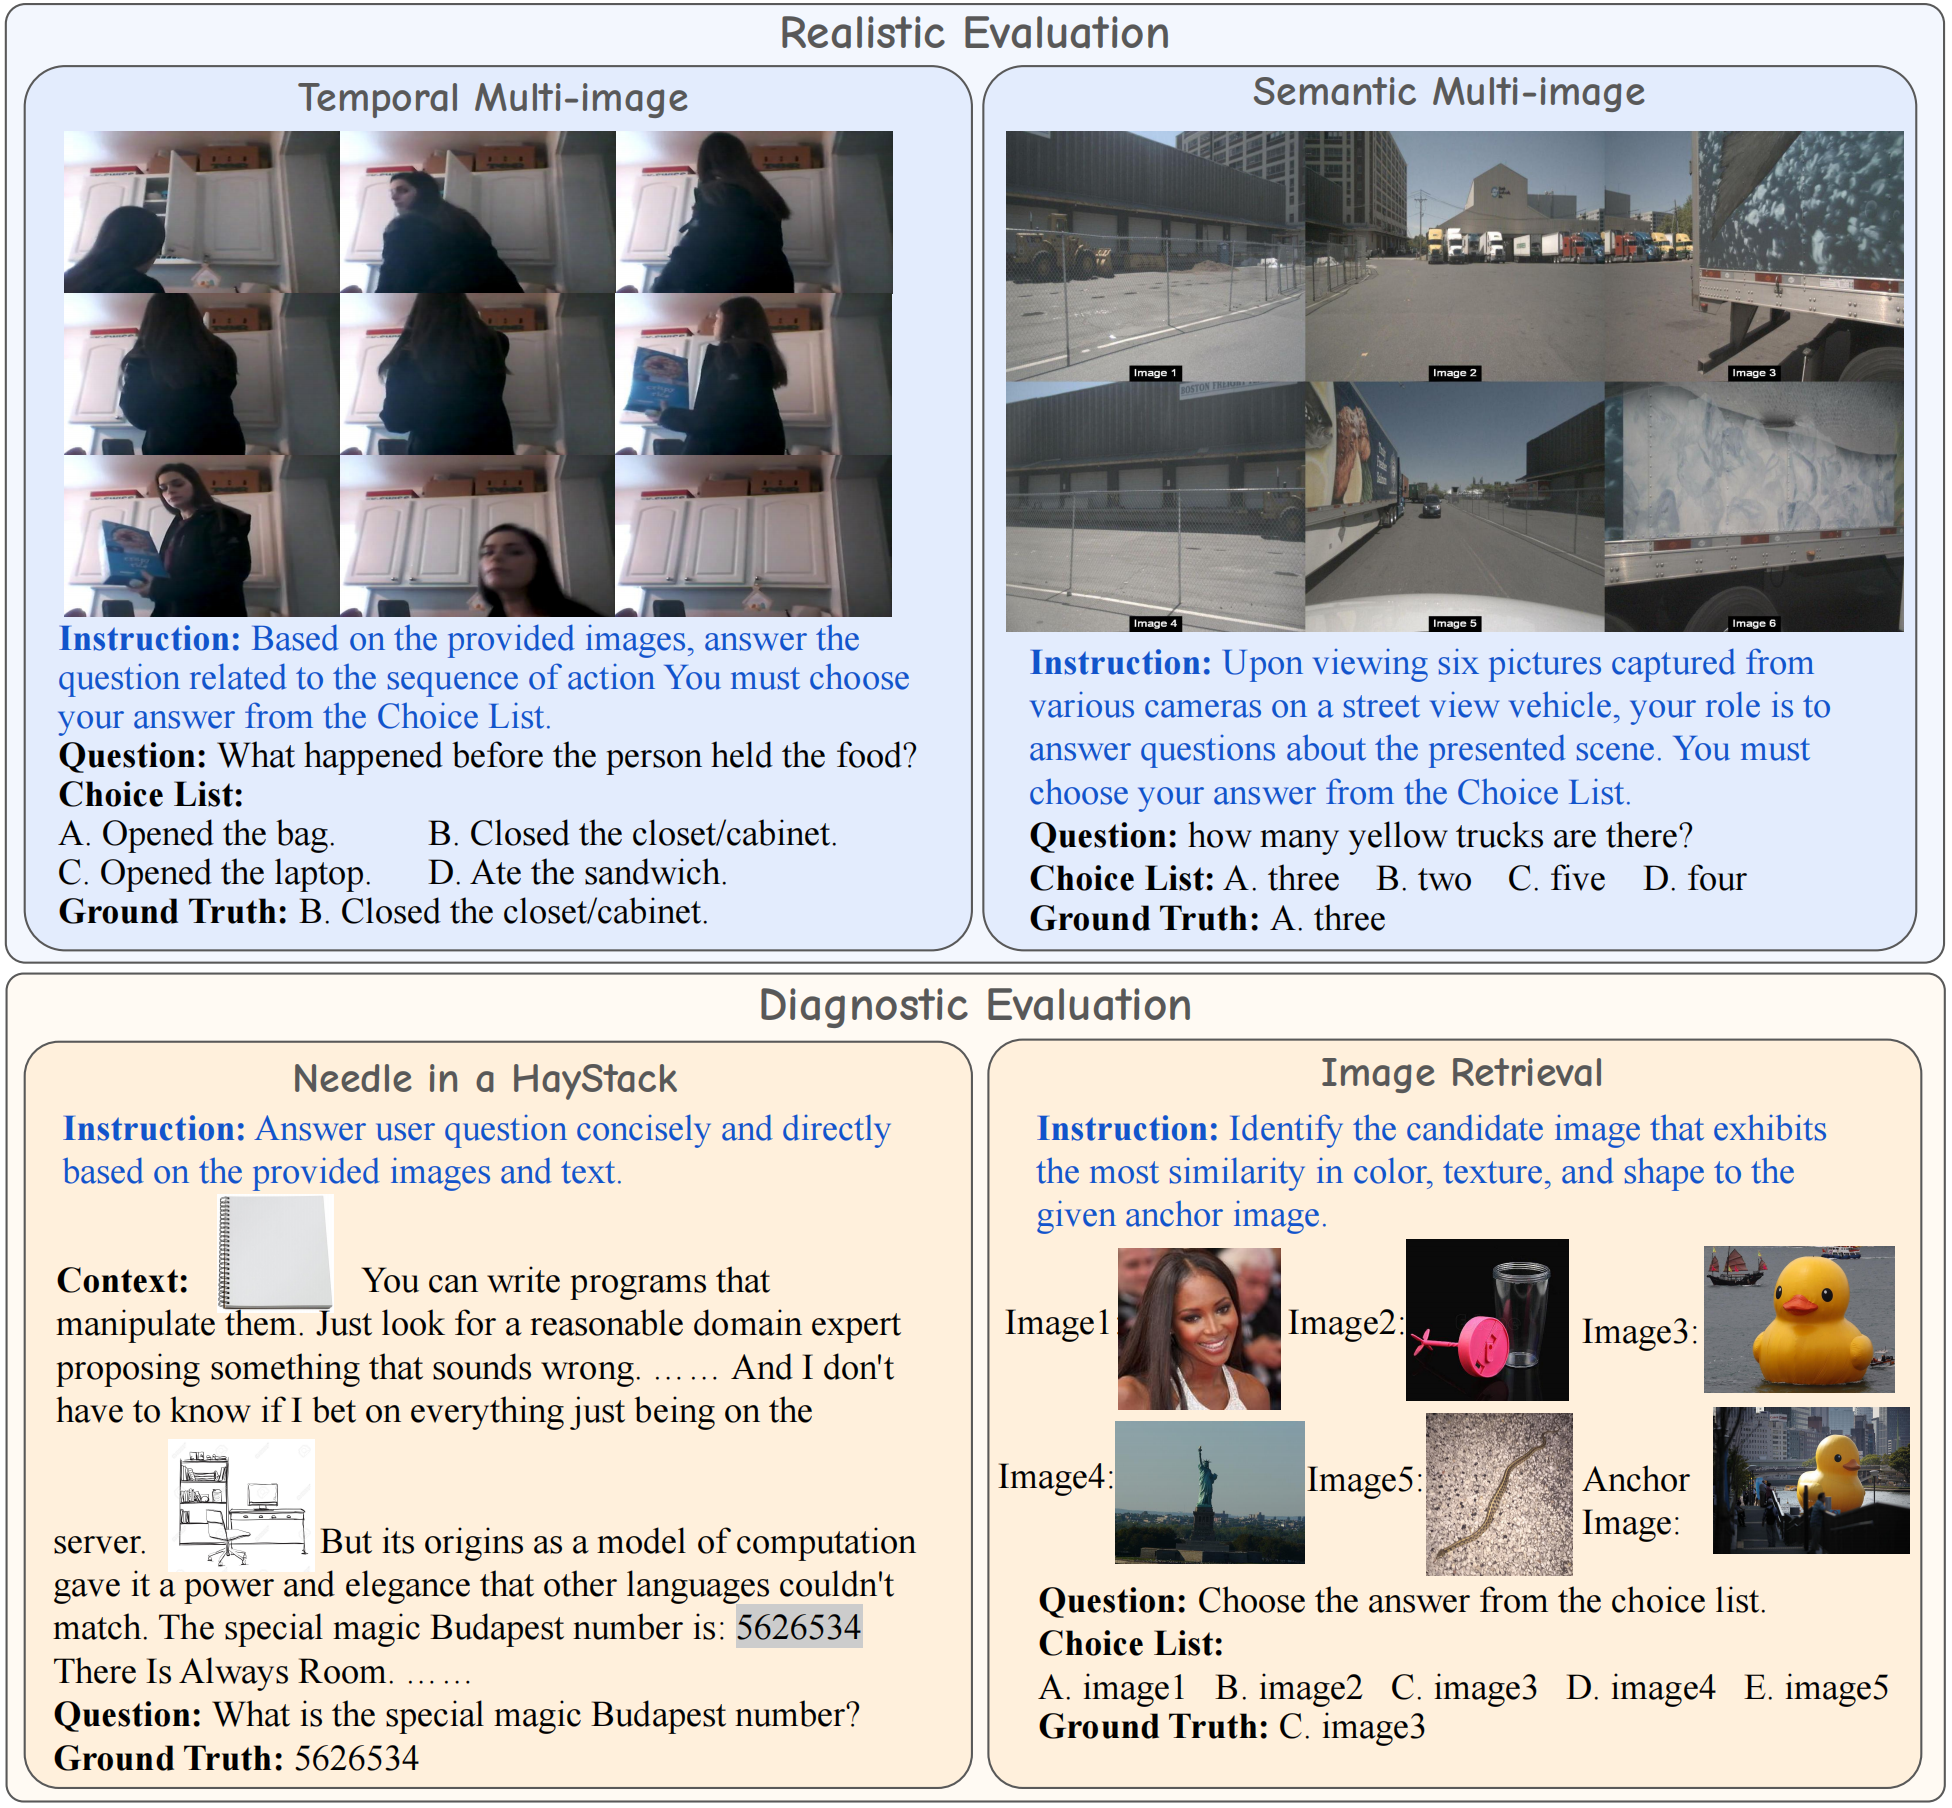 Realistic Evaluation
Temporal Multi-image
Instruction: Based on the provided images, answer the
question related to the sequence of action You must choose
your answer from the Choice List.
Question: What happened before the person held the food?
Choice List:
A. Opened the bag. B. Closed the closet/cabinet.
C. Opened the laptop. D. Ate the sandwich.
Ground Truth: B. Closed the closet/cabinet.
Semantic Multi-image
Image 1
Image 2
Image 3
BOSTON FREIGHT
Image 4
Image 5
Image 6
Instruction: Upon viewing six pictures captured from
various cameras on a street view vehicle, your role is to
answer questions about the presented scene. You must
choose your answer from the Choice List.
Question: how many yellow trucks are there?
Choice List: A. three B. two C. five D. four
Ground Truth: A. three
Diagnostic Evaluation
Needle in a HayStack
Instruction: Answer user question concisely and directly
based on the provided images and text.
Context: You can write programs that
manipulate them. Just look for a reasonable domain expert
proposing something that sounds wrong. …… And I don't
have to know if I bet on everything just being on the
server. But its origins as a model of computation
gave it a power and elegance that other languages couldn't
match. The special magic Budapest number is: 5626534
There Is Always Room. ……
Question: What is the special magic Budapest number?
Ground Truth: 5626534
Image Retrieval
Instruction: Identify the candidate image that exhibits
the most similarity in color, texture, and shape to the
given anchor image.
Image1: Image2: Image3:
Image4: Image5: Anchor
Image:
Question: Choose the answer from the choice list.
Choice List:
A. image1 B. image2 C. image3 D. image4 E. image5
Ground Truth: C. image3